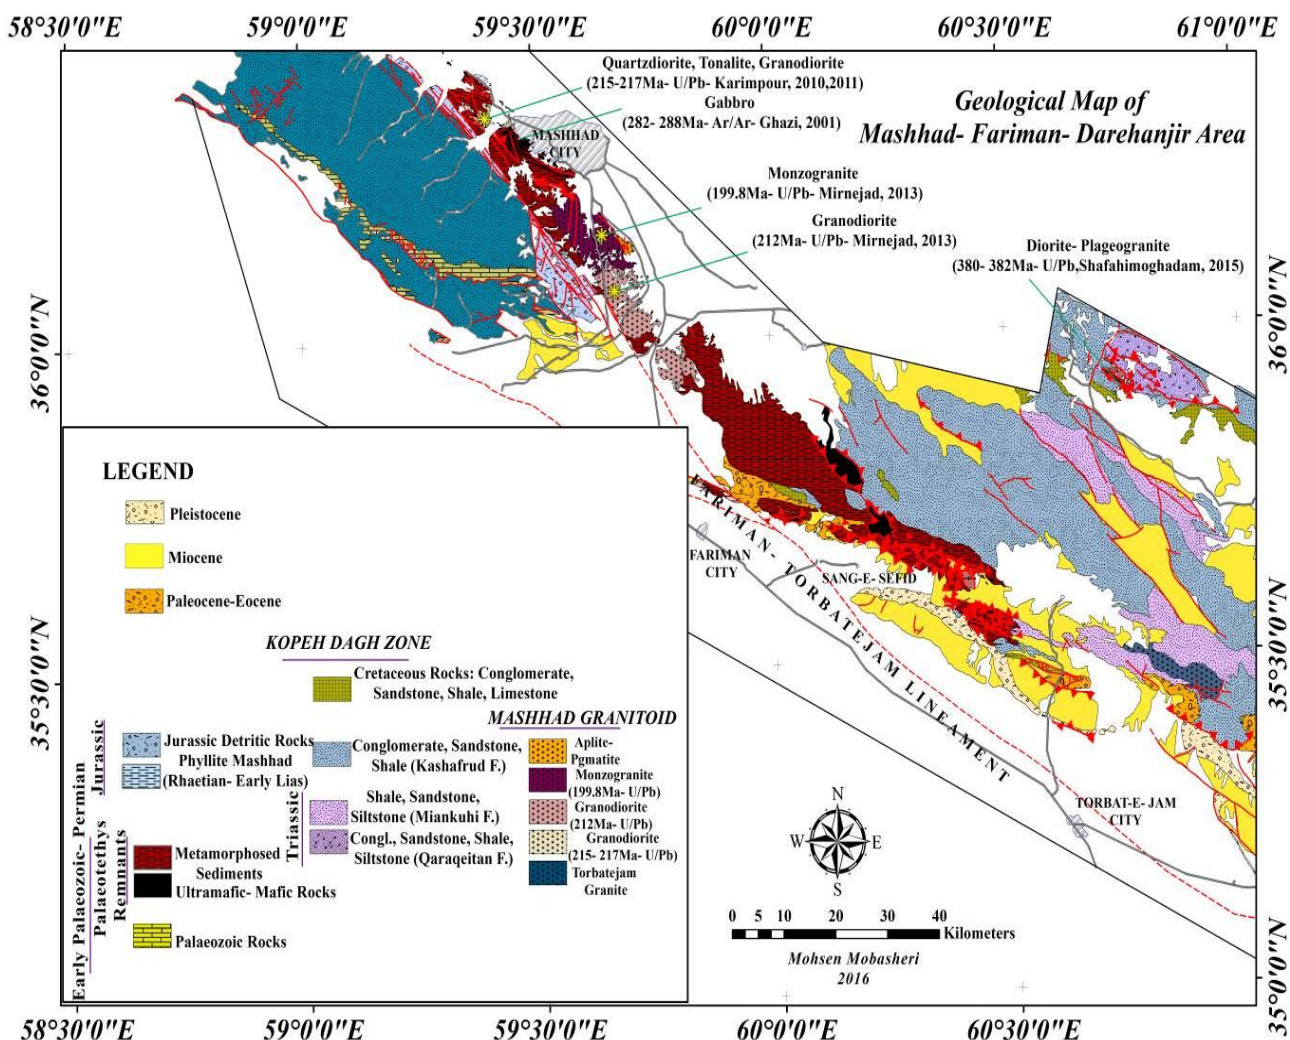 58°30'0"E 59°0'0"E 59°30'0"E 60°0'0"E 60°30'0"E 61°0'0"E
Quartzdiorite, Tonalite, Granodiorite
(215-217Ma- U/Pb- Karimpour, 2010,2011)
Gabbro
(282- 288Ma- Ar/Ar- Ghazi, 2001)
MASHHAD
CITY
Geological Map of
Mashhad- Fariman- Darehanjir Area
Monzogranite
(199.8Ma- U/Pb- Mirnejad, 2013)
Granodiorite
(212Ma- U/Pb- Mirnejad, 2013)
Diorite- Plageogranite
(380- 382Ma- U/Pb,Shafahimoghadam, 2015)
36°0'0"N
36°0'0"N
35°30'0"N
35°30'0"N
35°0'0"N
FARIMAN- TORBATEJAM LINEAMENT
FARIMAN
CITY
SANG-E- SEFID
TORBAT-E- JAM
CITY
LEGEND
Pleistocene
Miocene
Paleocene-Eocene
KOPEH DAGH ZONE
Cretaceous Rocks: Conglomerate,
Sandstone, Shale, Limestone
MASHHAD GRANITOID
Jurassic
Jurassic Detritic Rocks
Phyllite Mashhad
(Rhaetian- Early Lias)
Conglomerate, Sandstone,
Shale (Kashafrud F.)
Triassic
Shale, Sandstone,
Siltstone (Miankuhi F.)
Congl., Sandstone, Shale,
Siltstone (Qaraqeitan F.)
Aplite-
Pgmatite
Monzogranite
(199.8Ma- U/Pb)
Granodiorite
(212Ma- U/Pb)
Granodiorite
(215- 217Ma- U/Pb)
Torbatejam
Granite
Early Palaeozoic- Permian
Palaeotethys
Remnants
Metamorphosed
Sediments
Ultramafic- Mafic Rocks
Palaeozoic Rocks
N
W E
S
0 5 10 20 30 40
Kilometers
Mohsen Mobasheri
2016
58°30'0"E 59°0'0"E 59°30'0"E 60°0'0"E 60°30'0"E